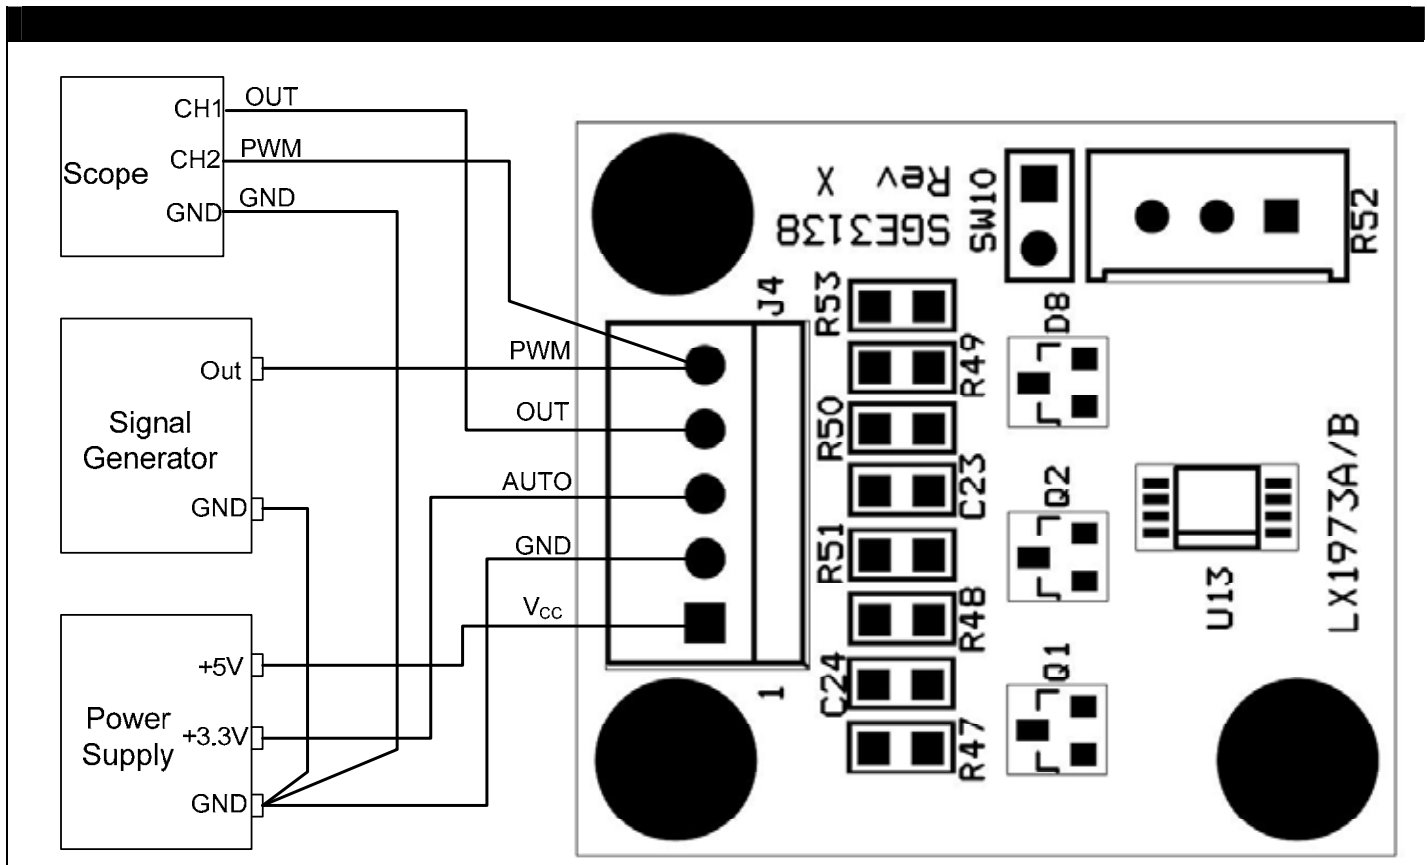 CH1
OUT
CH2
PWM
Scope
GND
GND
Out
Signal
Generator
GND
+5V
Power
Supply
+3.3V
GND
PWM
OUT
AUTO
GND
VCC
J4
1
Rev X
SGE3138
SW10
R52
R53
R49
R50
C23
R51
R48
C24
R47
D8
Q2
Q1
U13
LX1973A/B